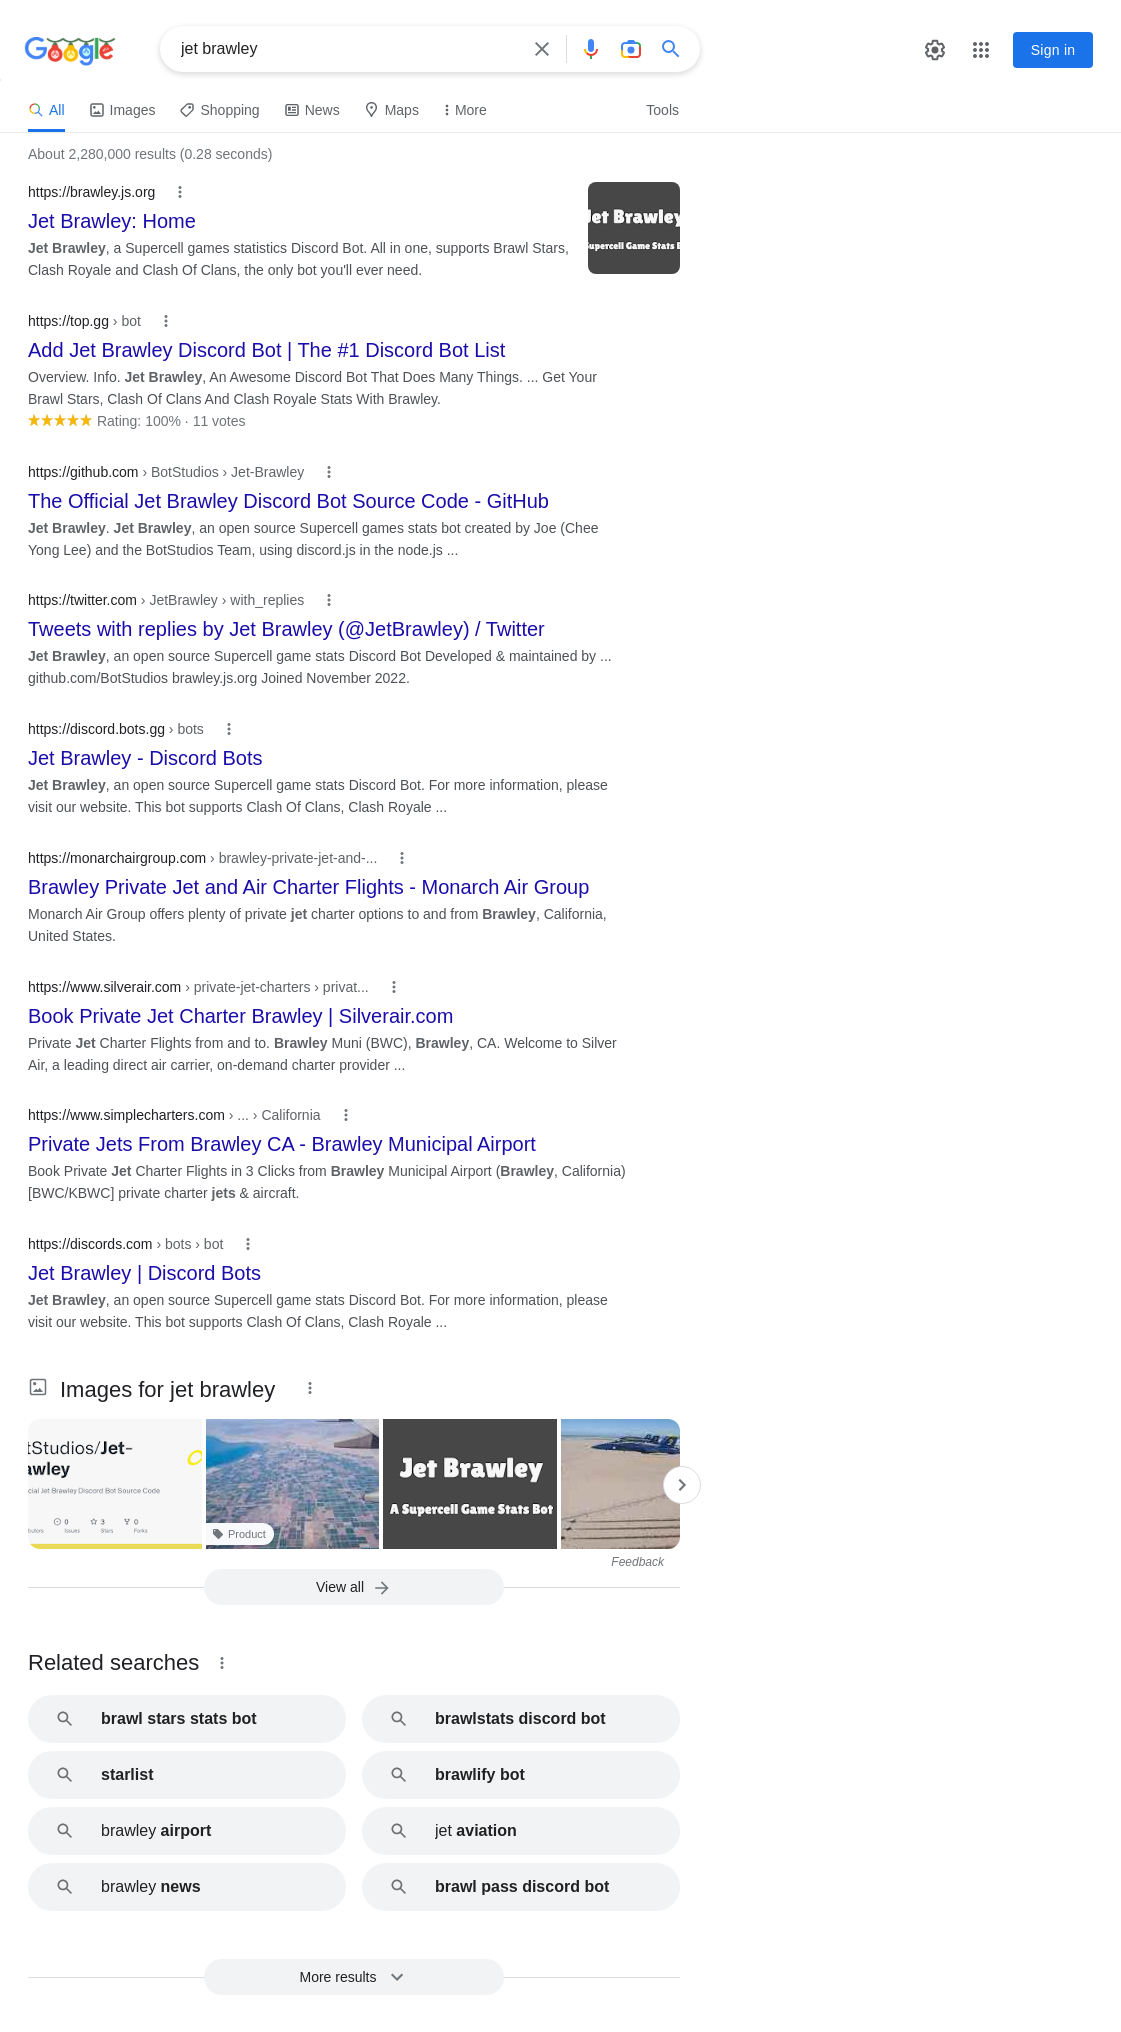 Google
jet brawley
Sign in
All
Images
Shopping
News
Maps
More
Tools
About 2,280,000 results (0.28 seconds)
https://brawley.js.org
Jet Brawley: Home
Jet Brawley, a Supercell games statistics Discord Bot. All in one, supports Brawl Stars,
Clash Royale and Clash Of Clans, the only bot you'll ever need.
Jet Brawley
Supercell Game Stats B
https://top.gg › bot
Add Jet Brawley Discord Bot | The #1 Discord Bot List
Overview. Info. Jet Brawley, An Awesome Discord Bot That Does Many Things. ... Get Your
Brawl Stars, Clash Of Clans And Clash Royale Stats With Brawley.
Rating: 100% · 11 votes
https://github.com › BotStudios › Jet-Brawley
The Official Jet Brawley Discord Bot Source Code - GitHub
Jet Brawley. Jet Brawley, an open source Supercell games stats bot created by Joe (Chee
Yong Lee) and the BotStudios Team, using discord.js in the node.js ...
https://twitter.com › JetBrawley › with_replies
Tweets with replies by Jet Brawley (@JetBrawley) / Twitter
Jet Brawley, an open source Supercell game stats Discord Bot Developed & maintained by ...
github.com/BotStudios brawley.js.org Joined November 2022.
https://discord.bots.gg › bots
Jet Brawley - Discord Bots
Jet Brawley, an open source Supercell game stats Discord Bot. For more information, please
visit our website. This bot supports Clash Of Clans, Clash Royale ...
https://monarchairgroup.com › brawley-private-jet-and-...
Brawley Private Jet and Air Charter Flights - Monarch Air Group
Monarch Air Group offers plenty of private jet charter options to and from Brawley, California,
United States.
https://www.silverair.com › private-jet-charters › privat...
Book Private Jet Charter Brawley | Silverair.com
Private Jet Charter Flights from and to. Brawley Muni (BWC), Brawley, CA. Welcome to Silver
Air, a leading direct air carrier, on-demand charter provider ...
https://www.simplecharters.com › ... › California
Private Jets From Brawley CA - Brawley Municipal Airport
Book Private Jet Charter Flights in 3 Clicks from Brawley Municipal Airport (Brawley, California)
[BWC/KBWC] private charter jets & aircraft.
https://discords.com › bots › bot
Jet Brawley | Discord Bots
Jet Brawley, an open source Supercell game stats Discord Bot. For more information, please
visit our website. This bot supports Clash Of Clans, Clash Royale ...
Images for jet brawley
tStudios/Jet-
awley
cial Jet Brawley Discord Bot Source Code
0
3
0
butors
Issues
Stars
Forks
Product
Jet Brawley
A Supercell Game Stats Bot
Feedback
View all
Related searches
brawl stars stats bot
brawlstats discord bot
starlist
brawlify bot
brawley airport
jet aviation
brawley news
brawl pass discord bot
More results